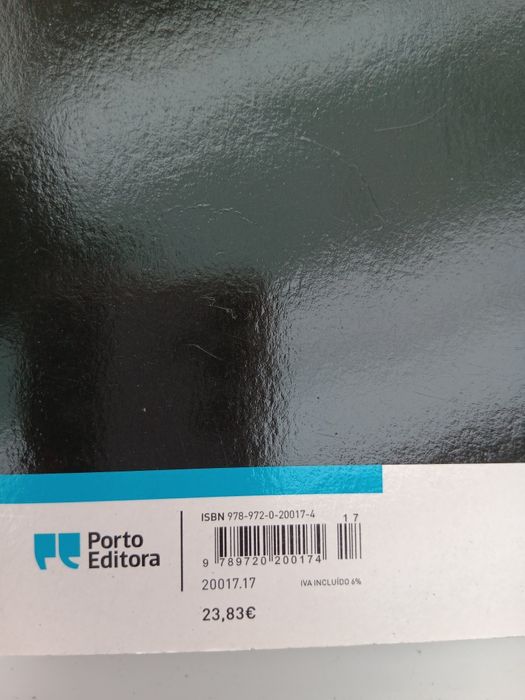 Porto
Editora
ISBN 978-972-0-20017-4
17
9 789720 200174
20017.17
IVA INCLUÍDO 6%
23,83€